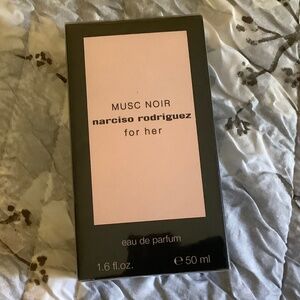 MUSC NOIR
narciso rodriguez
for her
eau de parfum
1.6 fl.oz. ℮ 50 ml